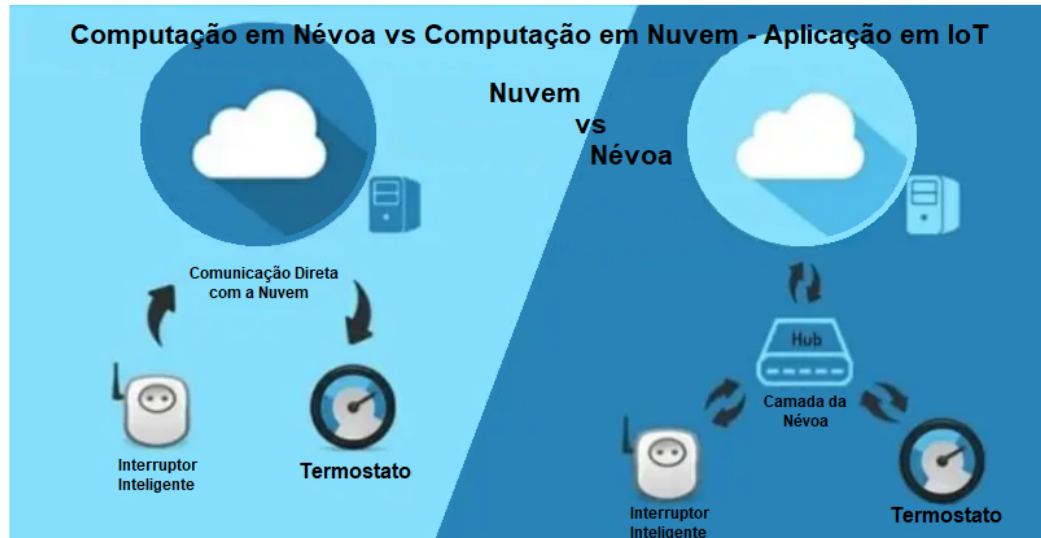 Computação em Névoa vs Computação em Nuvem - Aplicação em IoT
Nuvem
vs
Névoa
Comunicação Direta
com a Nuvem
Interruptor
Inteligente
Termostato
Hub
Camada da
Névoa
Interruptor
Inteligente
Termostato